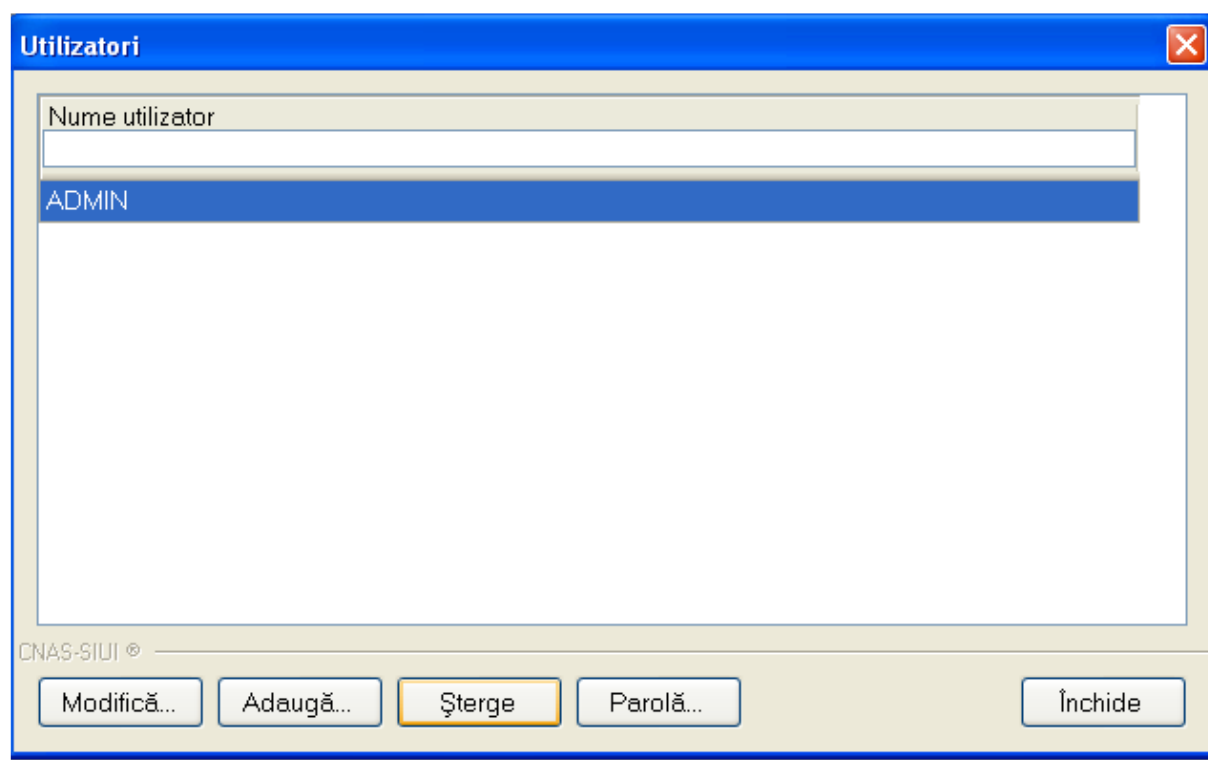 Utilizatori
Nume utilizator
ADMIN
CNAS-SIUI ®
Modifică... Adaugă... Şterge Parolă... Închide